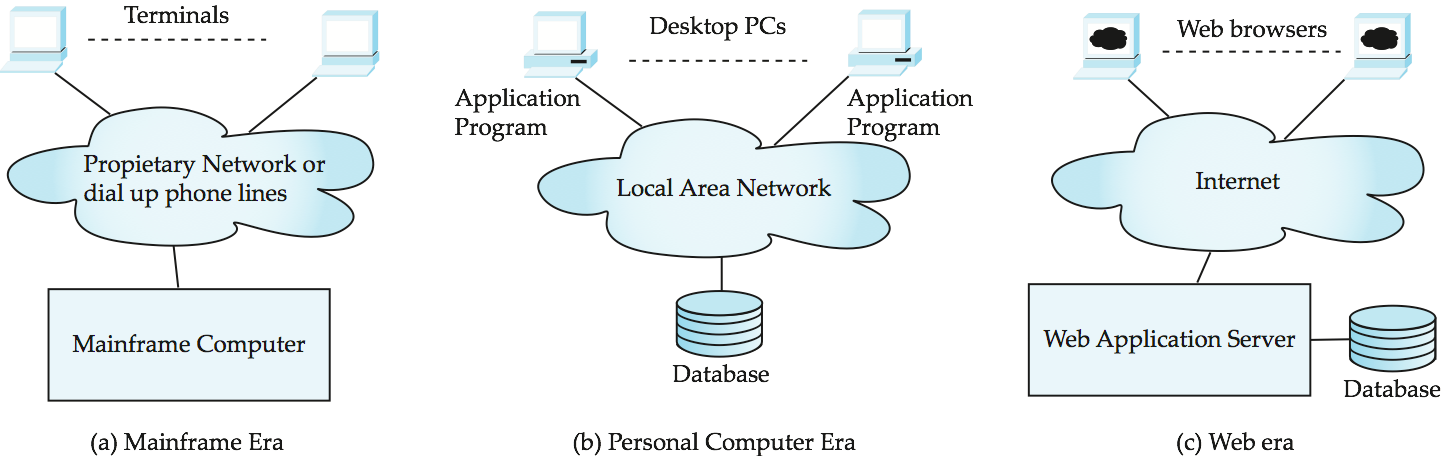 Terminals
Propietary Network or
dial up phone lines
Mainframe Computer
(a) Mainframe Era
Desktop PCs
Application
Program
Application
Program
Local Area Network
Database
(b) Personal Computer Era
Web browsers
Internet
Web Application Server
Database
(c) Web era